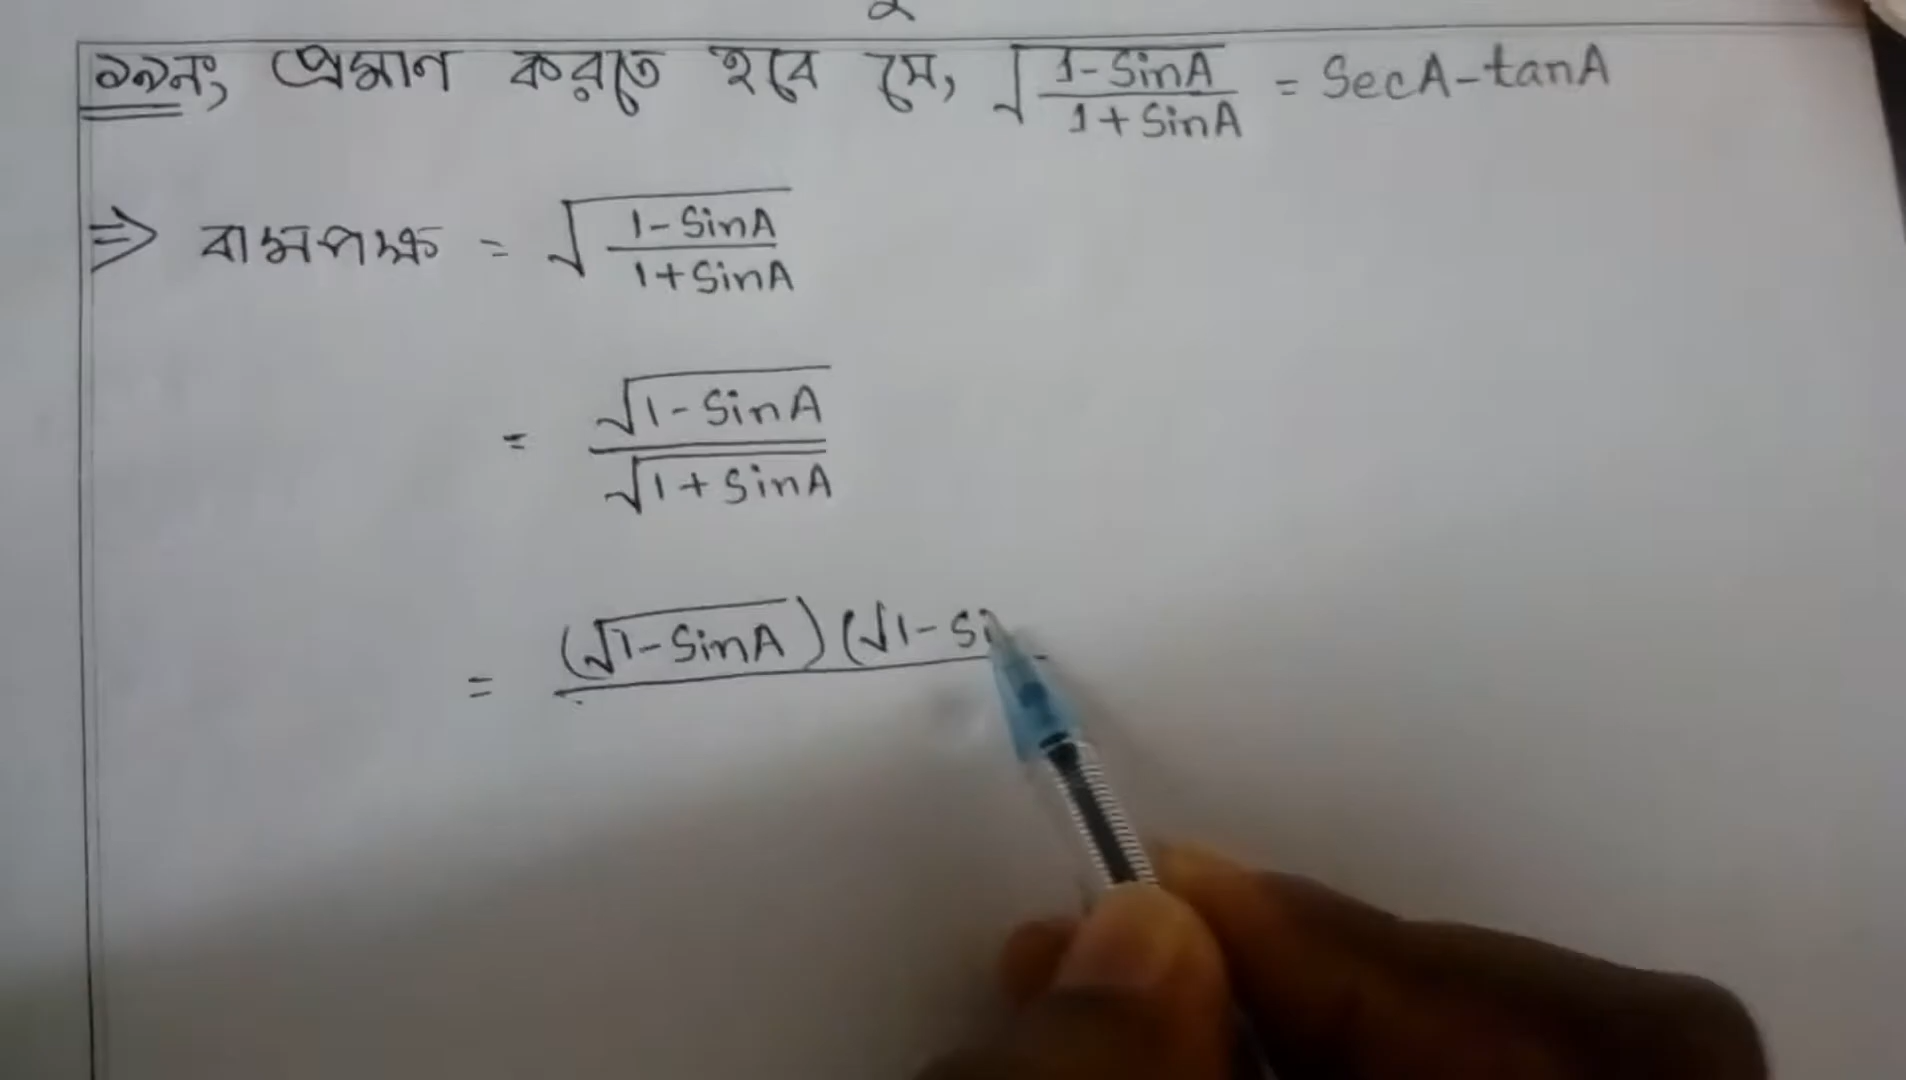 ১১নং, প্রমান করতে হবে যে, √(1-SinA)/(1+SinA) = SecA-tanA
⇒ বামপক্ষ = √(1-SinA)/(1+SinA)
= √1-SinA / √1+SinA
= (√1-SinA) (√1-Si